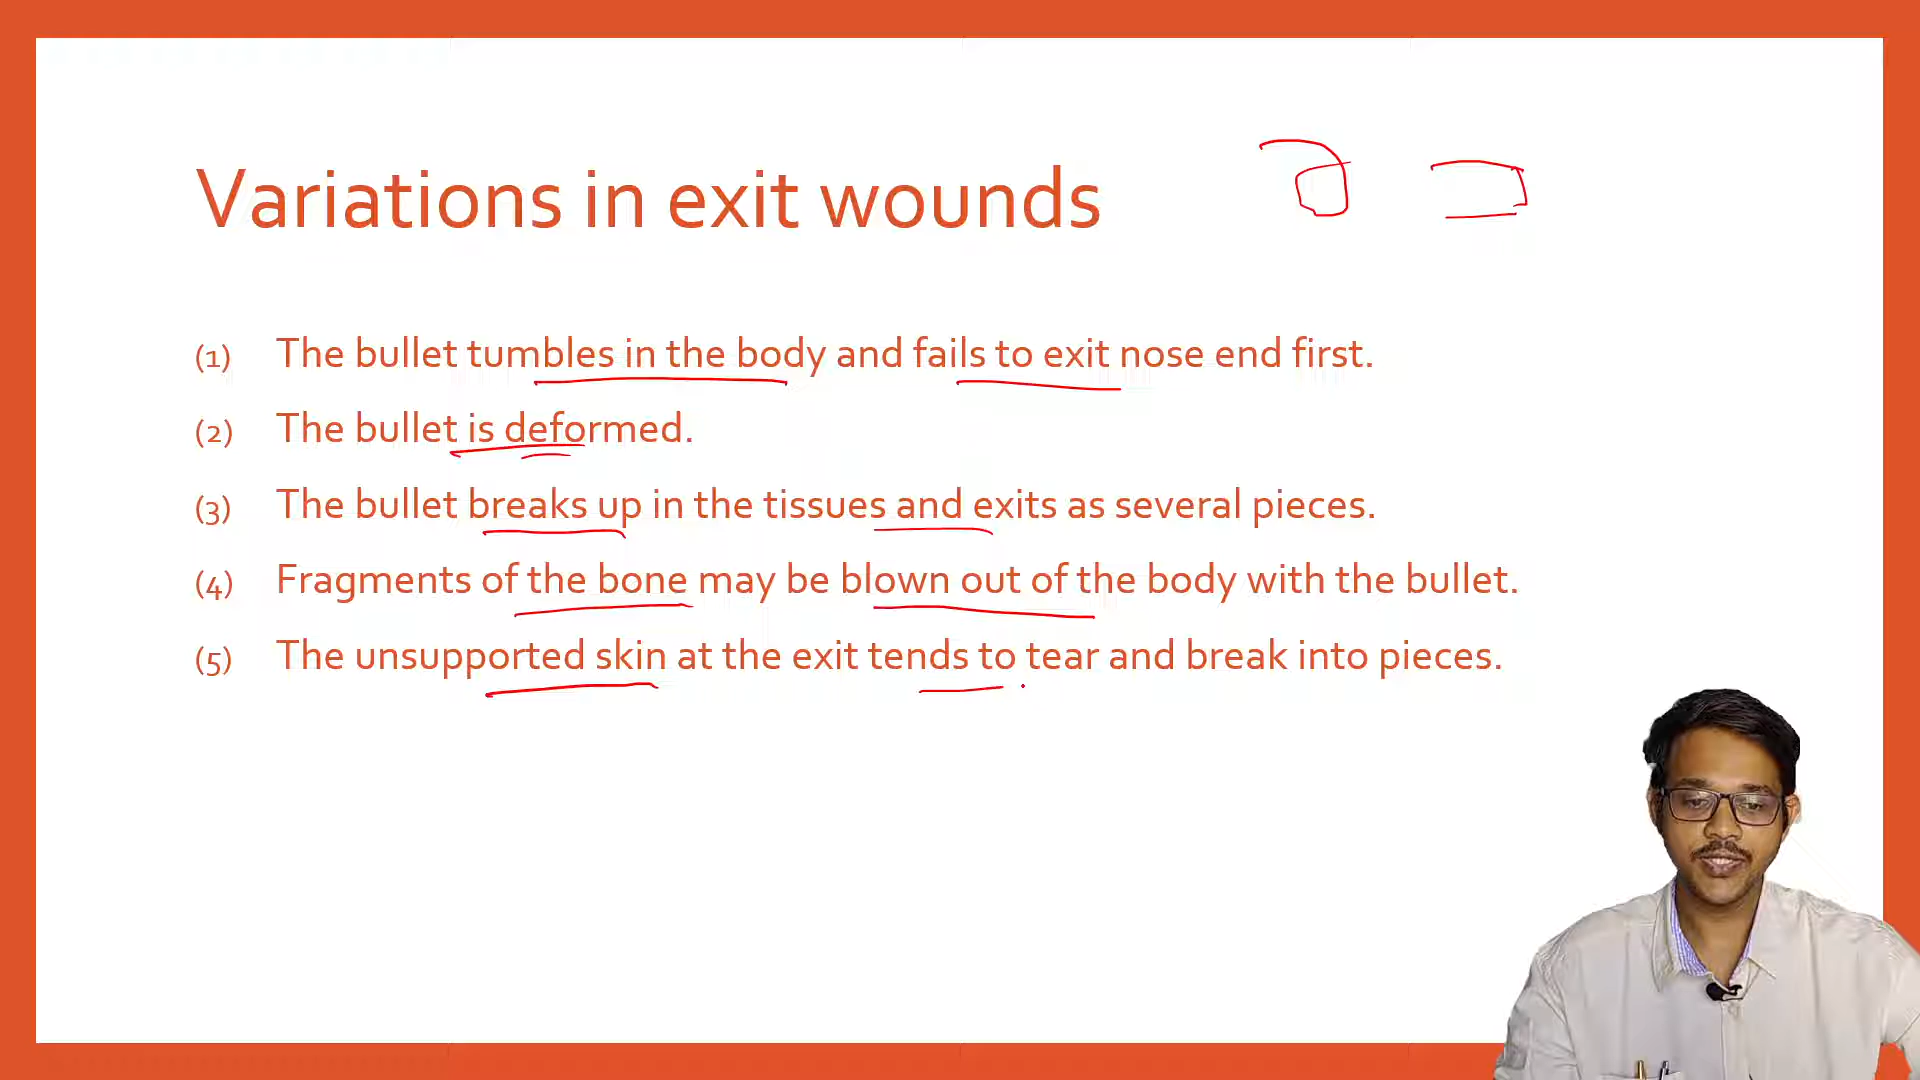 Variations in exit wounds
(1) The bullet tumbles in the body and fails to exit nose end first.
(2) The bullet is deformed.
(3) The bullet breaks up in the tissues and exits as several pieces.
(4) Fragments of the bone may be blown out of the body with the bullet.
(5) The unsupported skin at the exit tends to tear and break into pieces.